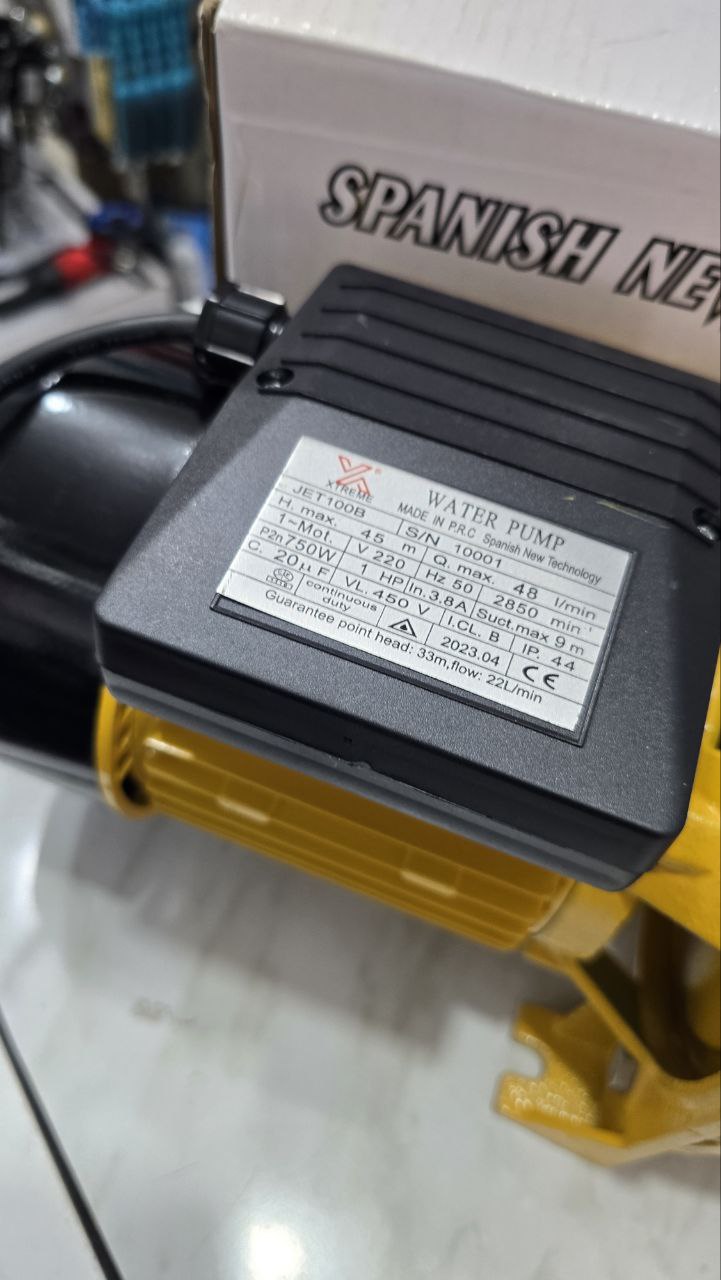 SPANISH NEW
XTREME
WATER PUMP
MADE IN P.R.C Spanish New Technology
JET100B S/N 10001
H. max. 45 m Q. max. 48 l/min
1~Mot. V 220 Hz 50 2850 min⁻¹
P2n 750W 1 HP In. 3.8A Suct.max 9 m
C. 20μF VL. 450 V I.CL. B IP. 44
continuous duty 2023.04 CE
Guarantee point head: 33m,flow: 22L/min